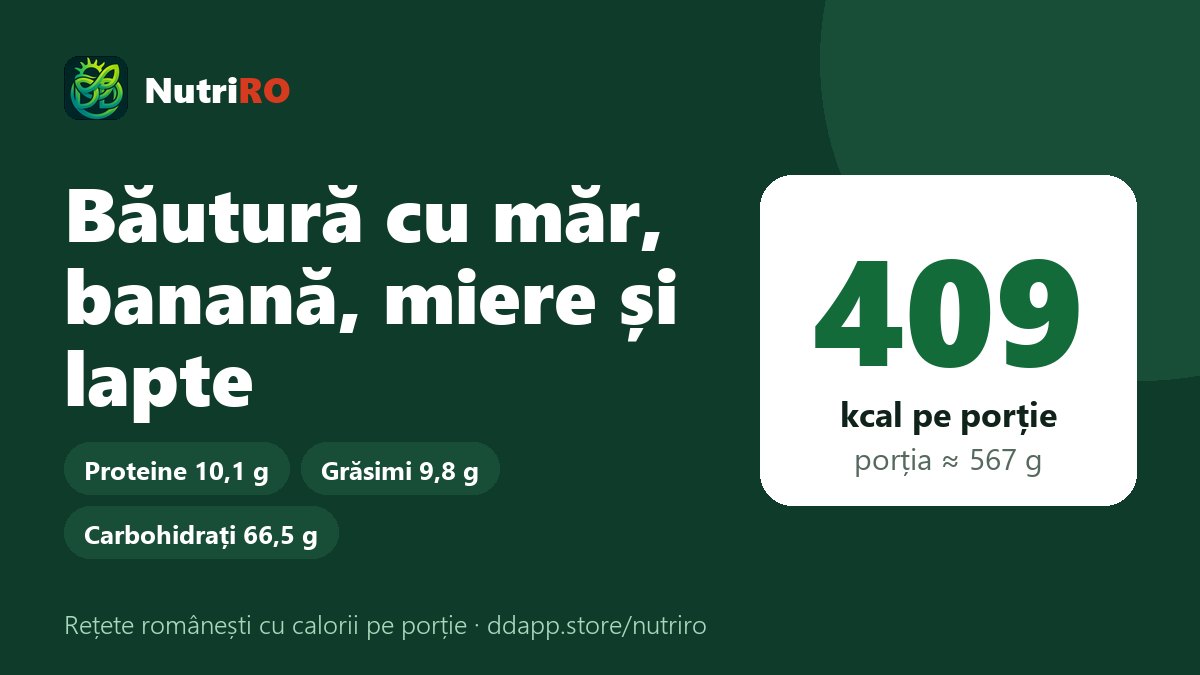 NutriRO
Băutură cu măr,
banană, miere și
lapte
Proteine 10,1 g
Grăsimi 9,8 g
Carbohidrați 66,5 g
409
kcal pe porție
porția ≈ 567 g
Rețete românești cu calorii pe porție · ddapp.store/nutriro